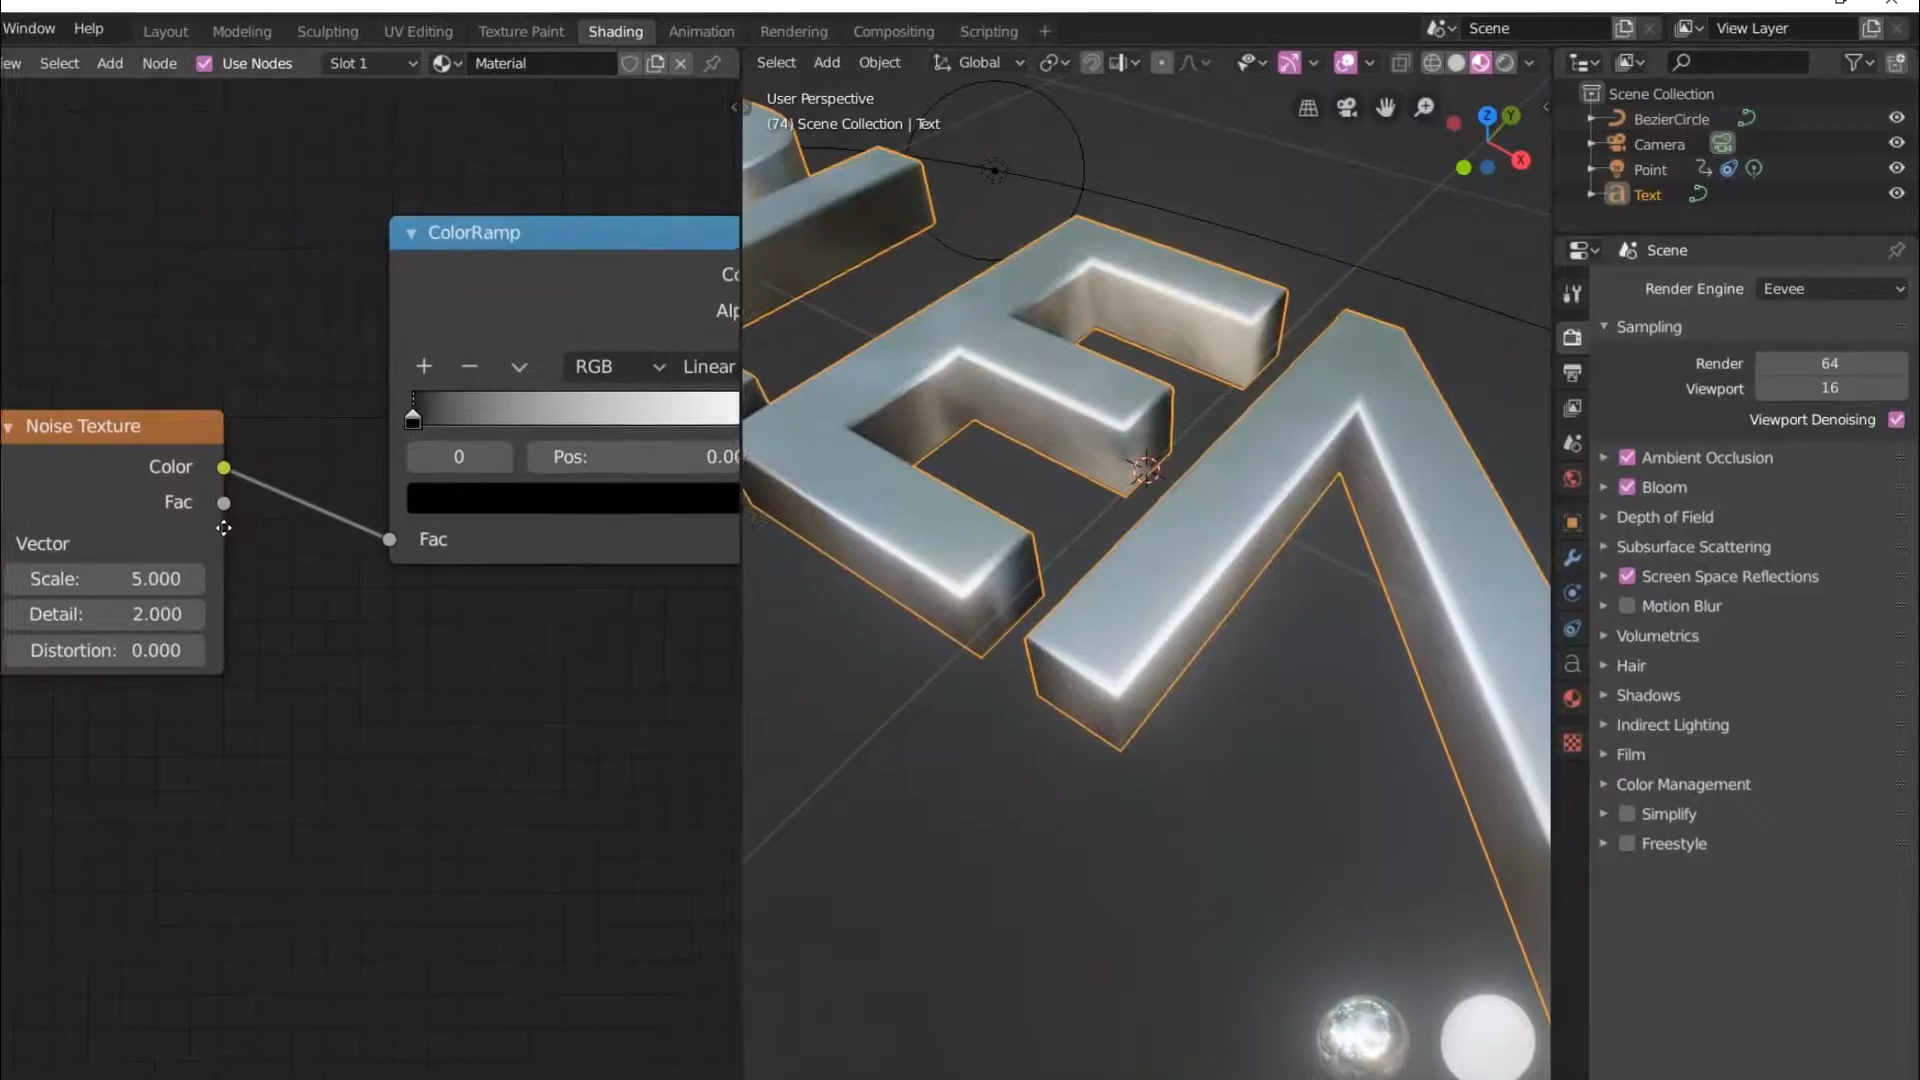 Window Help Layout Modeling Sculpting UV Editing Texture Paint Shading Animation Rendering Compositing Scripting + Scene View Layer
ew Select Add Node Use Nodes Slot 1 Material Select Add Object Global
User Perspective
(74) Scene Collection | Text
Z Y
X
Scene Collection
BezierCircle
Camera
Point
Text
ColorRamp
Co
Alp
RGB Linear
0 Pos: 0.00
Fac
Noise Texture
Color
Fac
Vector
Scale: 5.000
Detail: 2.000
Distortion: 0.000
Scene
Render Engine Eevee
Sampling
Render 64
Viewport 16
Viewport Denoising
Ambient Occlusion
Bloom
Depth of Field
Subsurface Scattering
Screen Space Reflections
Motion Blur
Volumetrics
Hair
Shadows
Indirect Lighting
Film
Color Management
Simplify
Freestyle